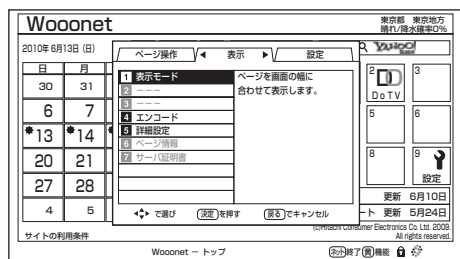 Wooonet
東京都 東京地方
晴れ/降水確率0%
2010年6月13日(日)
YAHOO!
ページ操作
表示
設定
日 月
30 31
6 7
13 14
20 21
27 28
4 5
1 表示モード
2 −−−
3 −−−
4 エンコード
5 詳細設定
6 ページ情報
7 サーバ証明書
ページを画面の幅に
合わせて表示します。
で選び 決定 を押す 戻る でキャンセル
2 DoTV
3
5
6
8
9 設定
更新 6月10日
ート 更新 5月24日
サイトの利用条件
(C)Hitachi Consumer Electronics Co. Ltd. 2009.
All rights reserved.
Wooonet − トップ
ネット 終了 黄 機能